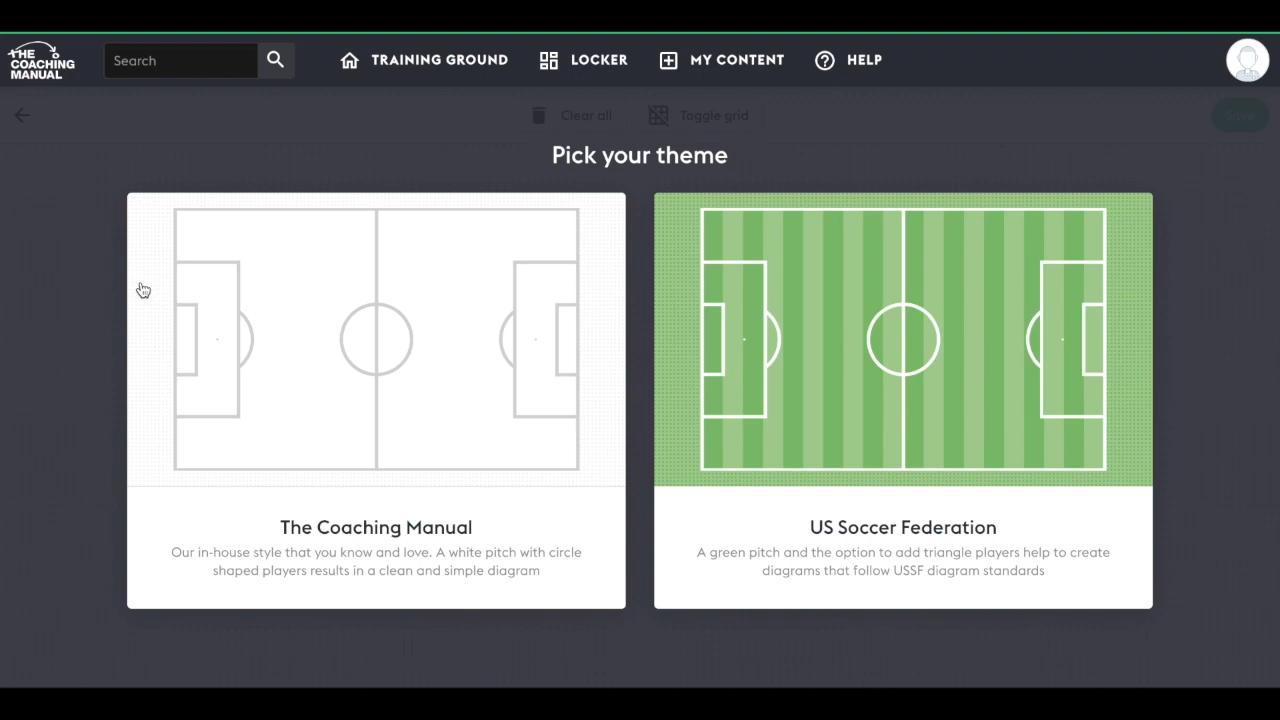 THE
COACHING
MANUAL
Search
TRAINING GROUND
LOCKER
MY CONTENT
HELP
Clear all
Toggle grid
Save
Pick your theme
The Coaching Manual
Our in-house style that you know and love. A white pitch with circle
shaped players results in a clean and simple diagram
US Soccer Federation
A green pitch and the option to add triangle players help to create
diagrams that follow USSF diagram standards